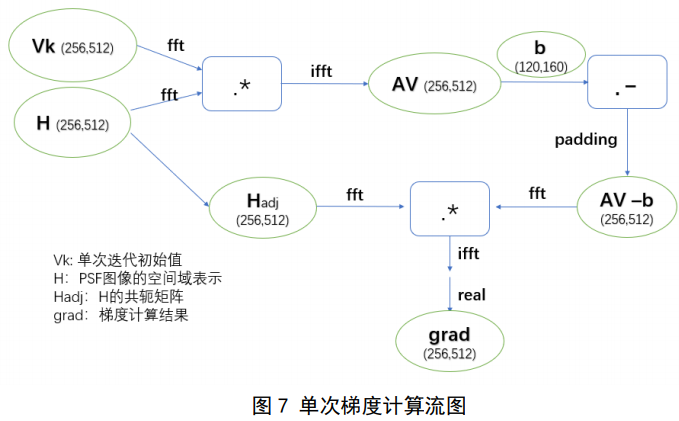 Vk (256,512)
fft
fft
H (256,512)
.*
ifft
AV (256,512)
b
(120,160)
. –
padding
Hadj
(256,512)
fft
.*
fft
AV –b
(256,512)
ifft
real
grad
(256,512)
Vk: 单次迭代初始值
H：PSF图像的空间域表示
Hadj：H的共轭矩阵
grad：梯度计算结果
图 7 单次梯度计算流图